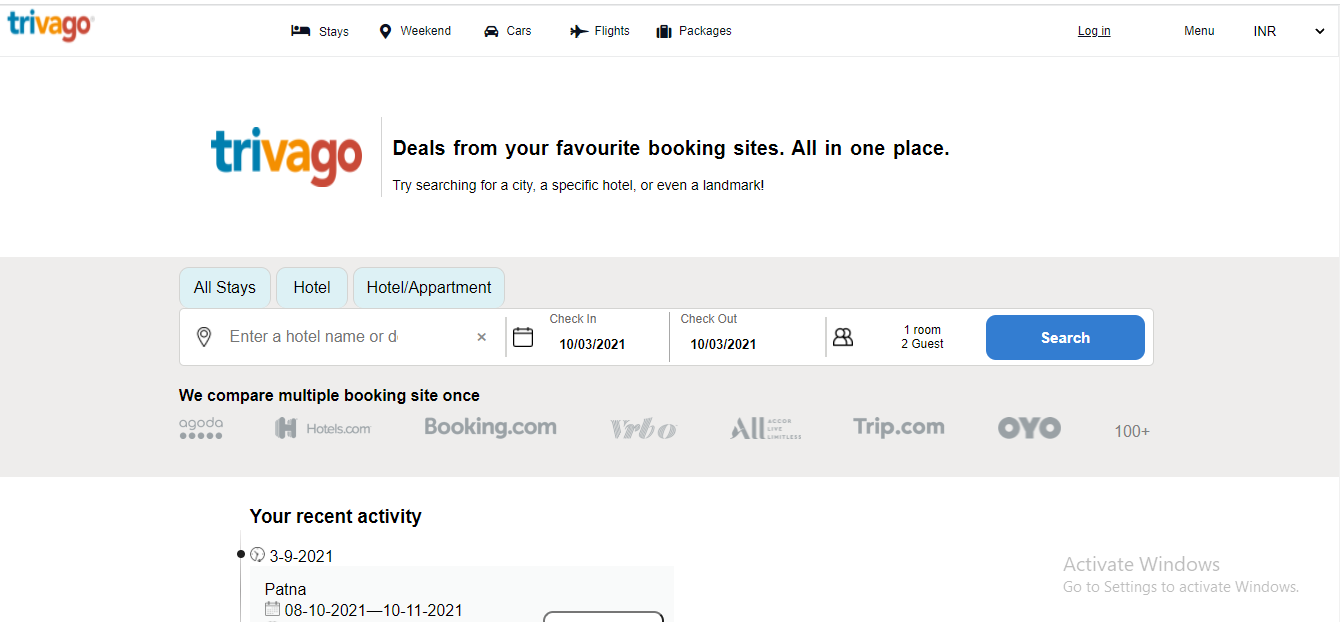 trivago
Stays Weekend Cars Flights Packages Log in Menu INR
trivago
Deals from your favourite booking sites. All in one place.
Try searching for a city, a specific hotel, or even a landmark!
All Stays Hotel Hotel/Appartment
Check In Check Out
Enter a hotel name or de × 10/03/2021 10/03/2021
1 room
2 Guest
Search
We compare multiple booking site once
agoda Hotels.com Booking.com Vrbo All ACCOR LIVE LIMITLESS Trip.com OYO 100+
Your recent activity
3-9-2021
Patna
08-10-2021—10-11-2021
Activate Windows
Go to Settings to activate Windows.